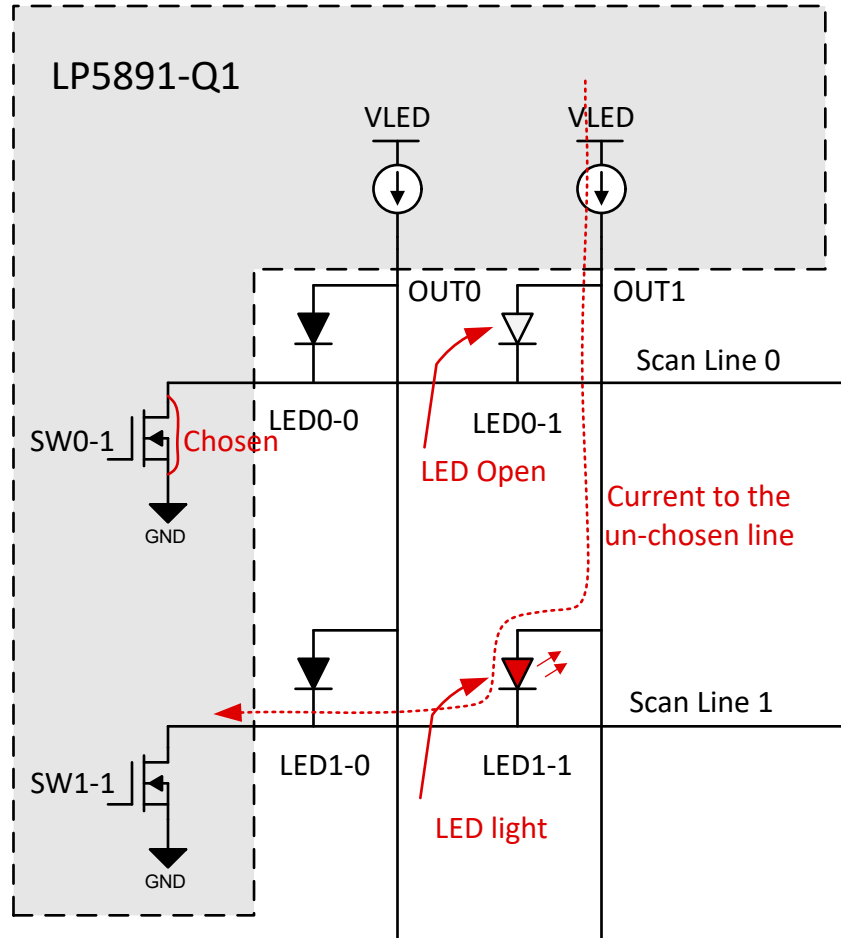 LP5891-Q1
VLED
VLED
OUT0
OUT1
Scan Line 0
LED0-0
LED0-1
SW0-1
Chosen
LED Open
GND
Current to the
un-chosen line
Scan Line 1
LED1-0
LED1-1
SW1-1
LED light
GND